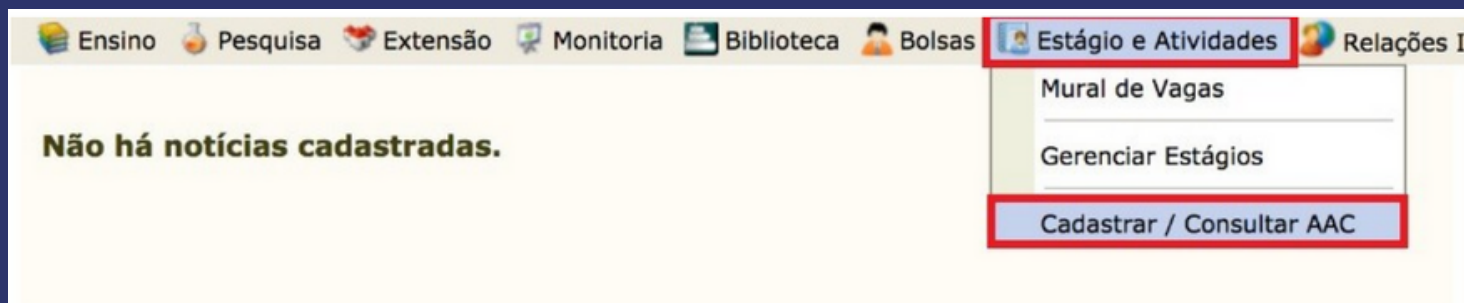 Ensino Pesquisa Extensão Monitoria Biblioteca Bolsas Estágio e Atividades Relações I
Mural de Vagas
Não há notícias cadastradas.
Gerenciar Estágios
Cadastrar / Consultar AAC